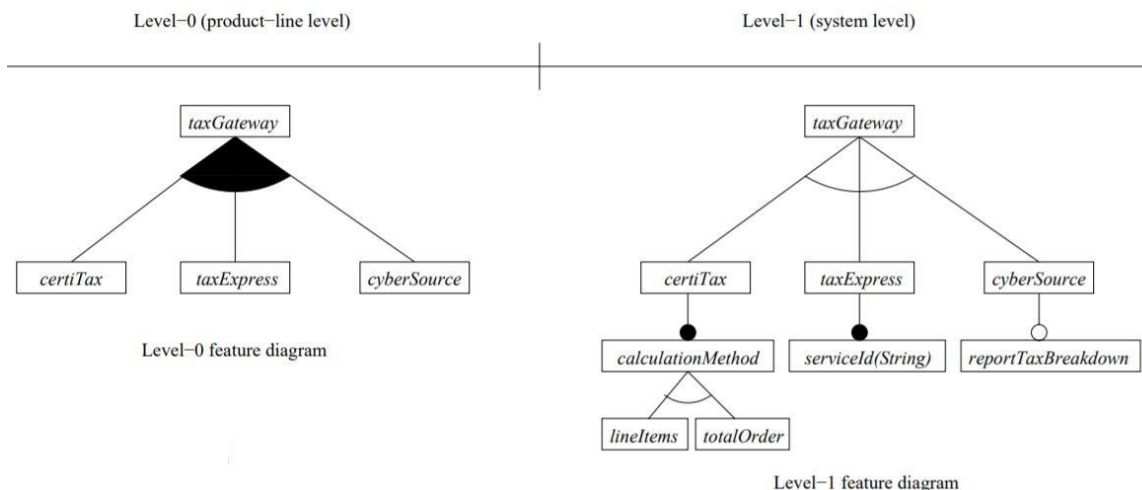 Level−0 (product−line level)
Level−1 (system level)
taxGateway
certiTax
taxExpress
cyberSource
Level−0 feature diagram
taxGateway
certiTax
taxExpress
cyberSource
calculationMethod
serviceId(String)
reportTaxBreakdown
lineItems
totalOrder
Level−1 feature diagram